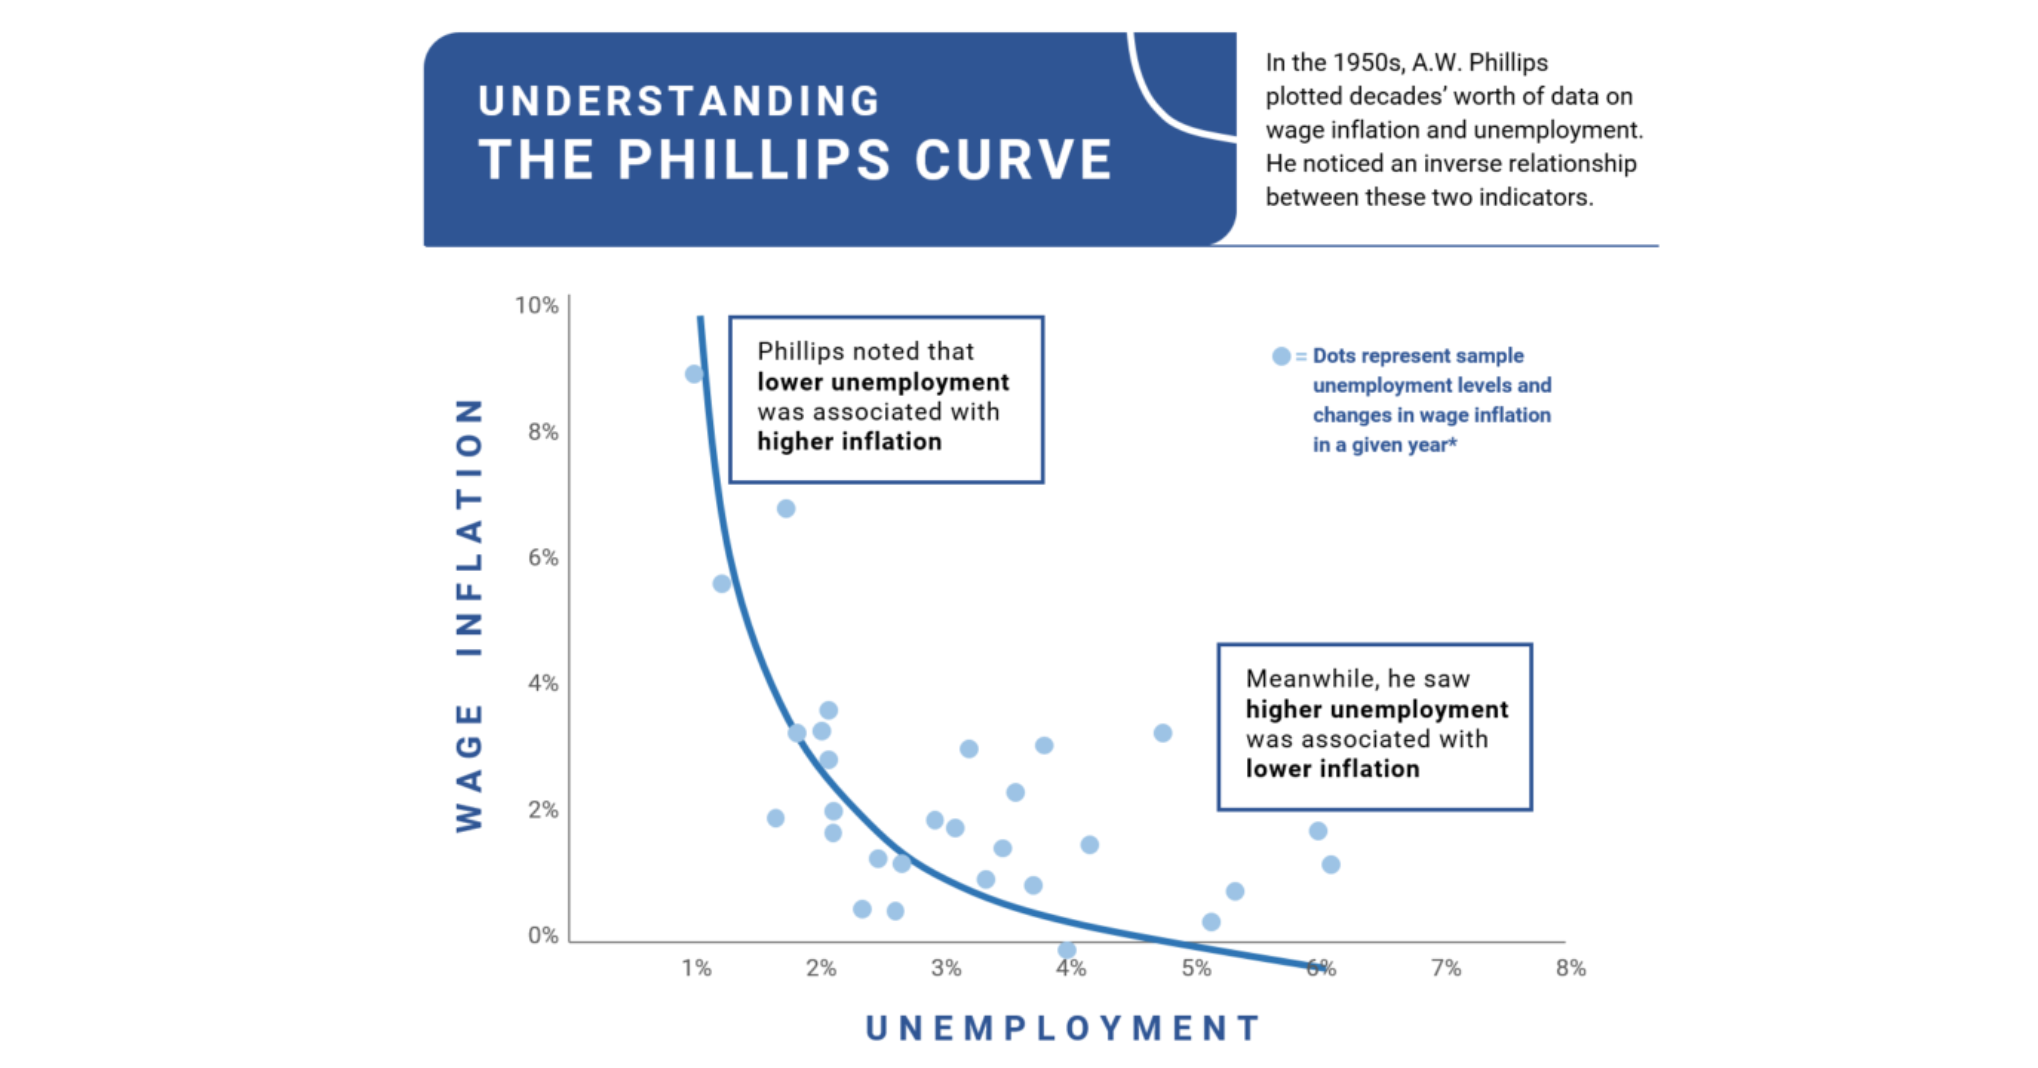 UNDERSTANDING
THE PHILLIPS CURVE
In the 1950s, A.W. Phillips
plotted decades’ worth of data on
wage inflation and unemployment.
He noticed an inverse relationship
between these two indicators.
WAGE INFLATION
10%
8%
6%
4%
2%
0%
Phillips noted that
lower unemployment
was associated with
higher inflation
= Dots represent sample
unemployment levels and
changes in wage inflation
in a given year*
Meanwhile, he saw
higher unemployment
was associated with
lower inflation
1% 2% 3% 4% 5% 6% 7% 8%
UNEMPLOYMENT